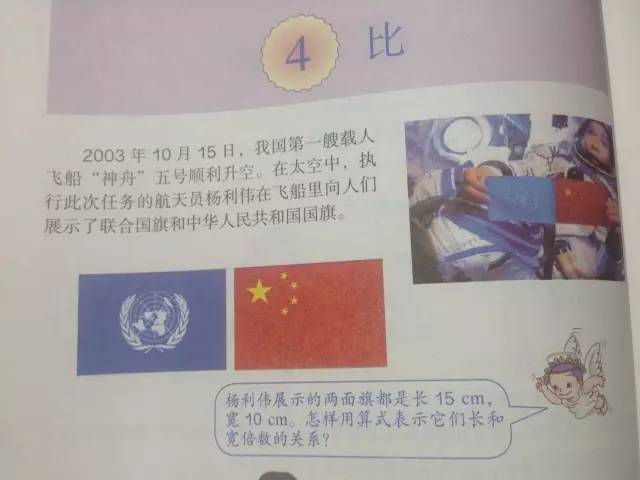 4 比
2003 年 10 月 15 日，我国第一艘载人
飞船“神舟”五号顺利升空。在太空中，执
行此次任务的航天员杨利伟在飞船里向人们
展示了联合国旗和中华人民共和国国旗。
杨利伟展示的两面旗都是长 15 cm，
宽 10 cm。怎样用算式表示它们长和
宽倍数的关系？